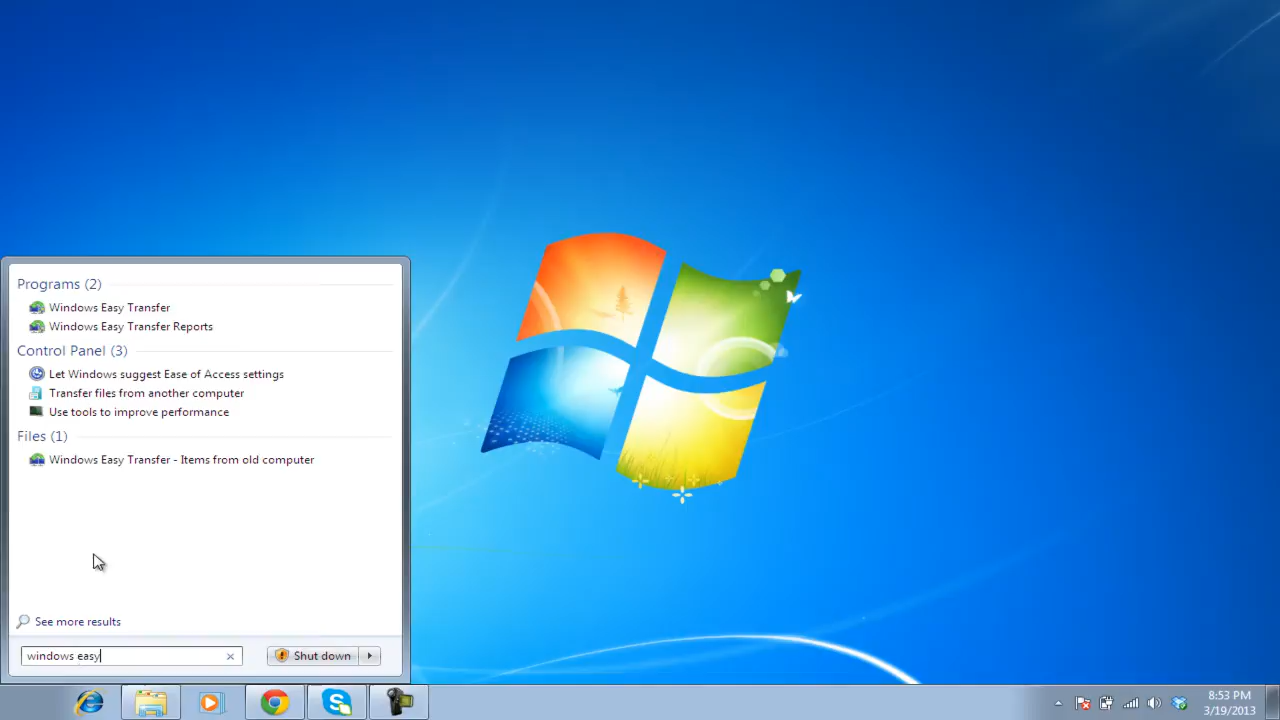 Programs (2)
Windows Easy Transfer
Windows Easy Transfer Reports
Control Panel (3)
Let Windows suggest Ease of Access settings
Transfer files from another computer
Use tools to improve performance
Files (1)
Windows Easy Transfer - Items from old computer
See more results
windows easy
Shut down
8:53 PM
3/19/2013